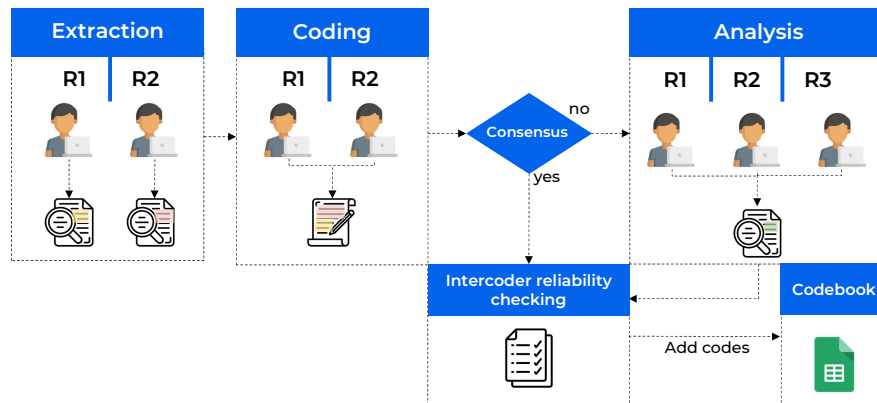 Extraction
Coding
Analysis
R1
R2
R1
R2
R1
R2
R3
no
Consensus
yes
Intercoder reliability
checking
Codebook
Add codes